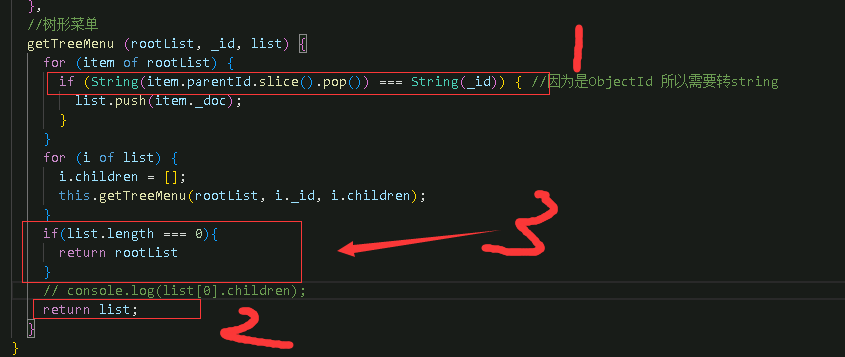 },
//树形菜单
getTreeMenu (rootList, _id, list) {
for (item of rootList) {
if (String(item.parentId.slice().pop()) === String(_id)) { //因为是ObjectId 所以需要转string
list.push(item._doc);
}
}
for (i of list) {
i.children = [];
this.getTreeMenu(rootList, i._id, i.children);
}
if(list.length === 0){
return rootList
}
// console.log(list[0].children);
return list;
}
}
1
3
2